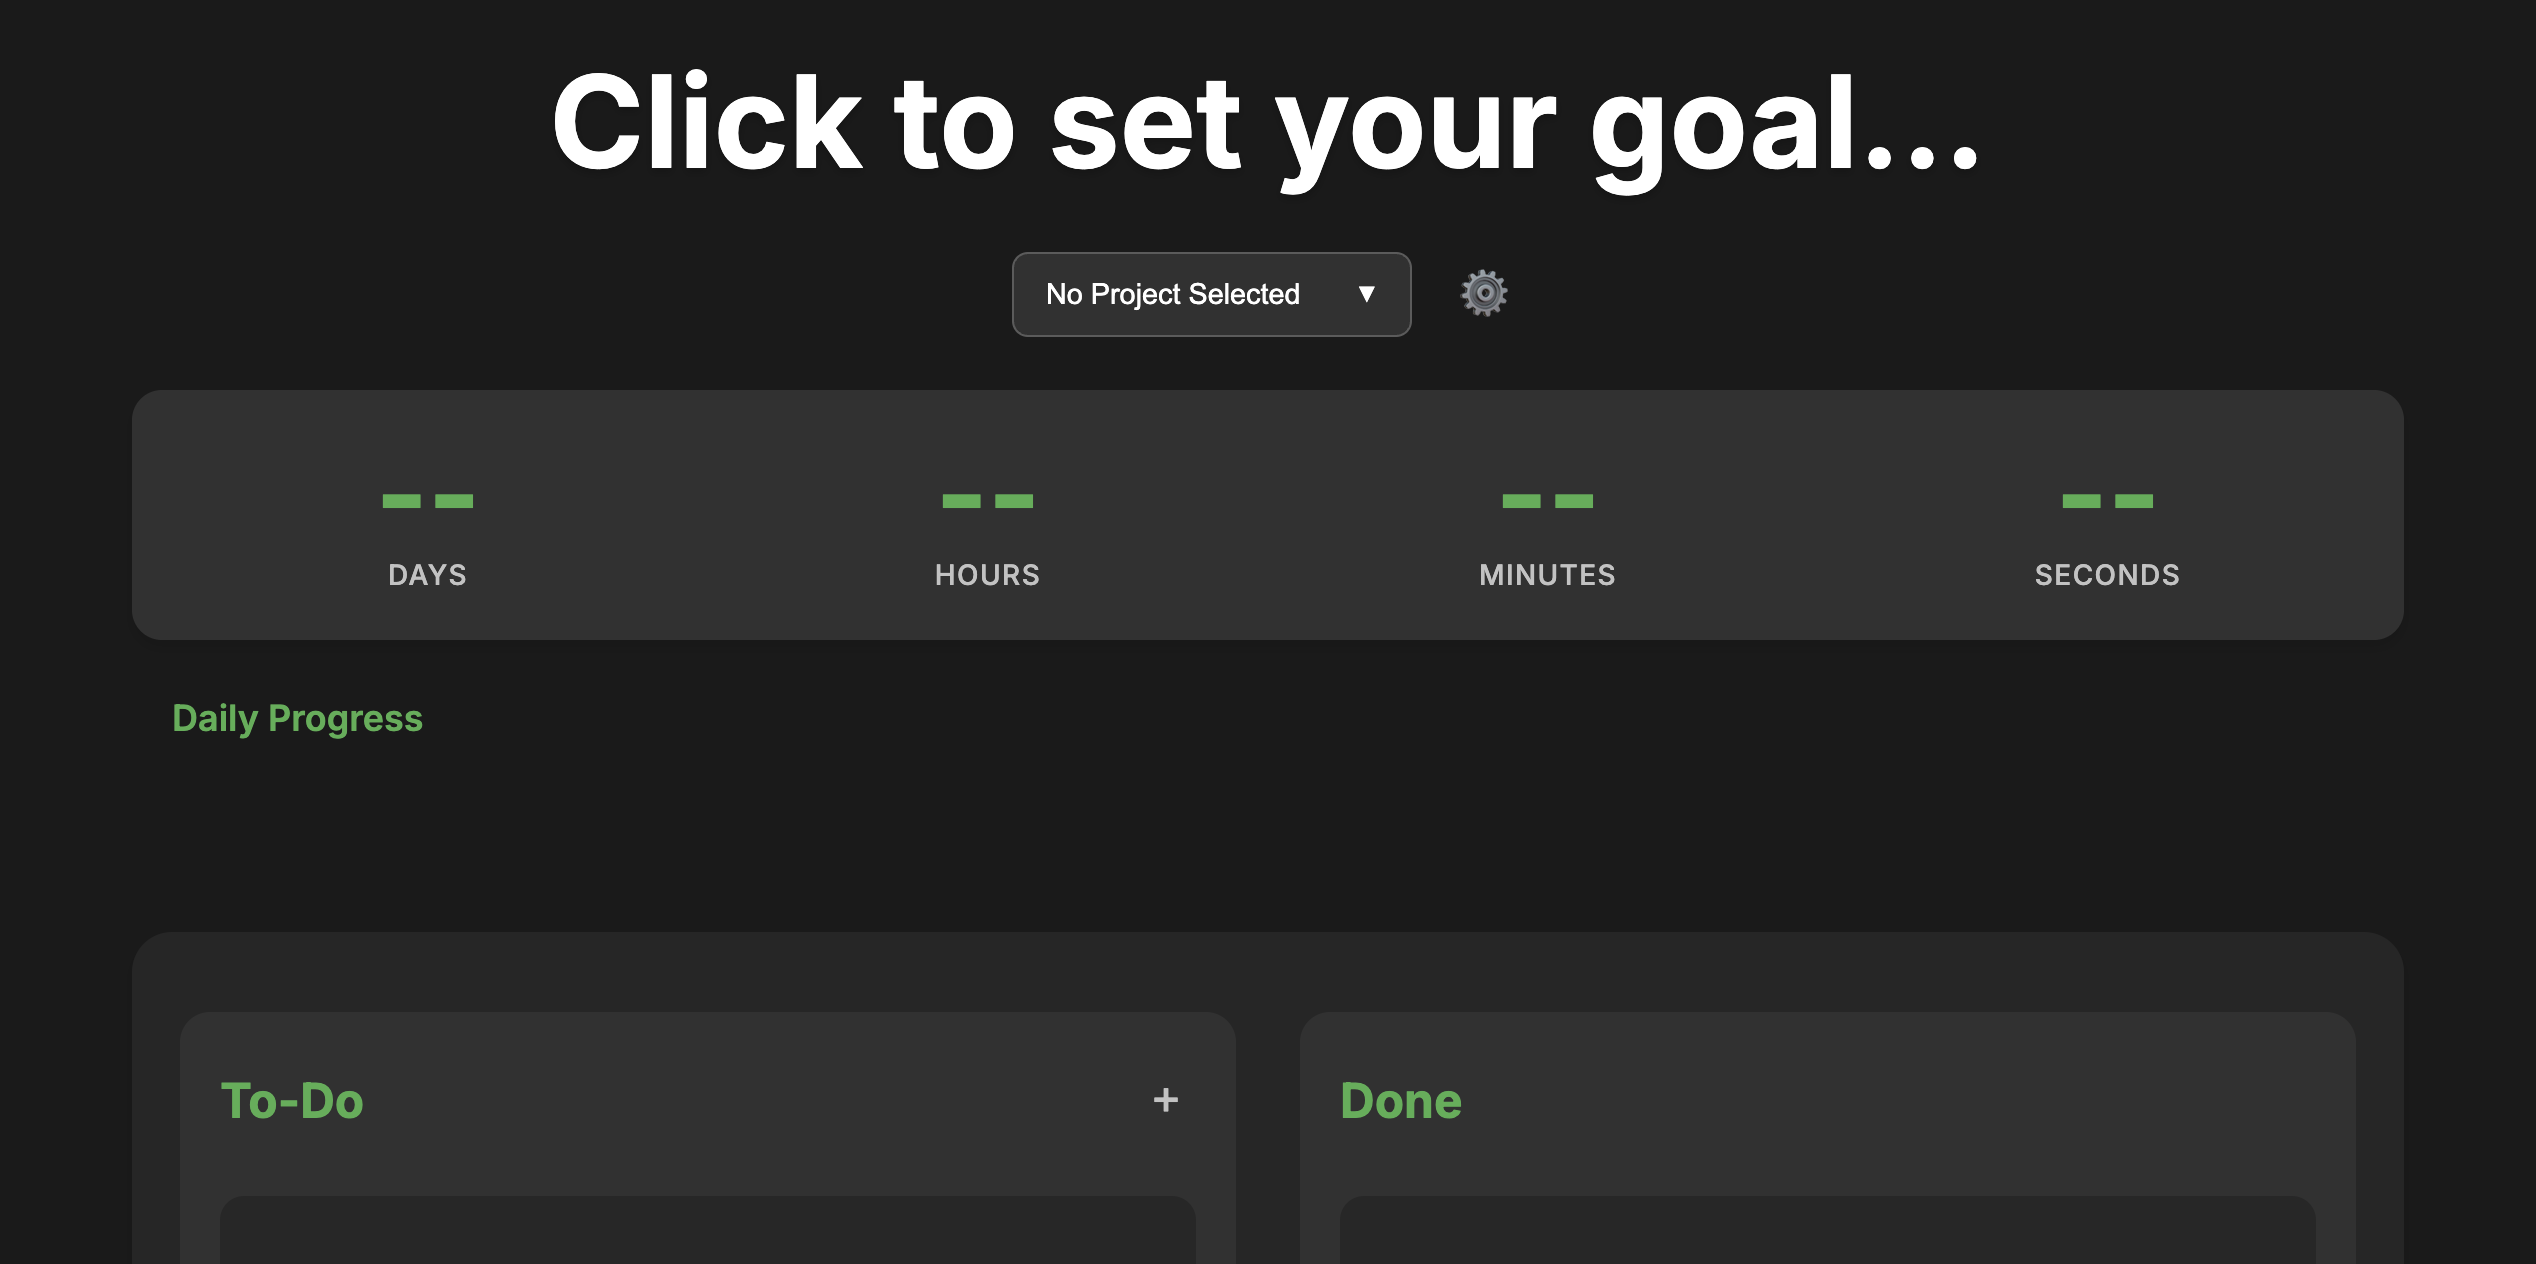 Click to set your goal...
No Project Selected ▼
-- -- -- --
DAYS HOURS MINUTES SECONDS
Daily Progress
To-Do +
Done